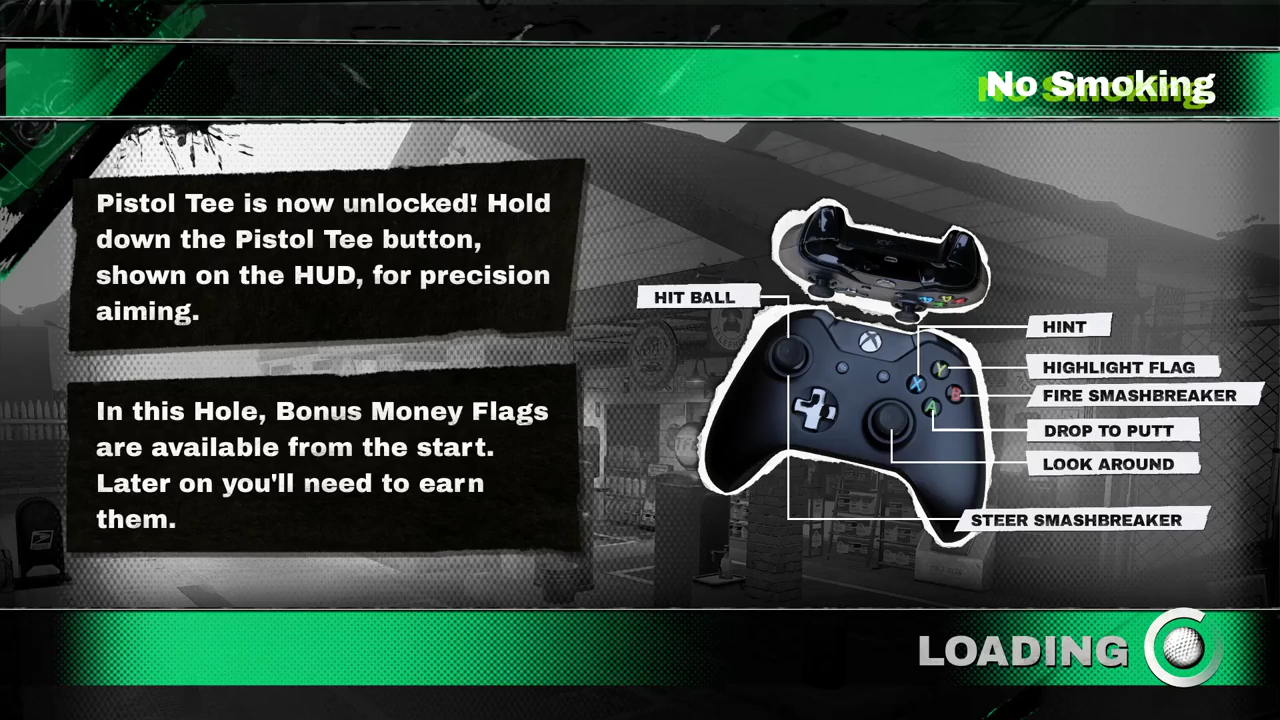 No Smoking
Pistol Tee is now unlocked! Hold
down the Pistol Tee button,
shown on the HUD, for precision
aiming.
In this Hole, Bonus Money Flags
are available from the start.
Later on you'll need to earn
them.
HIT BALL
HINT
HIGHLIGHT FLAG
FIRE SMASHBREAKER
DROP TO PUTT
LOOK AROUND
STEER SMASHBREAKER
X
Y
B
A
LOADING